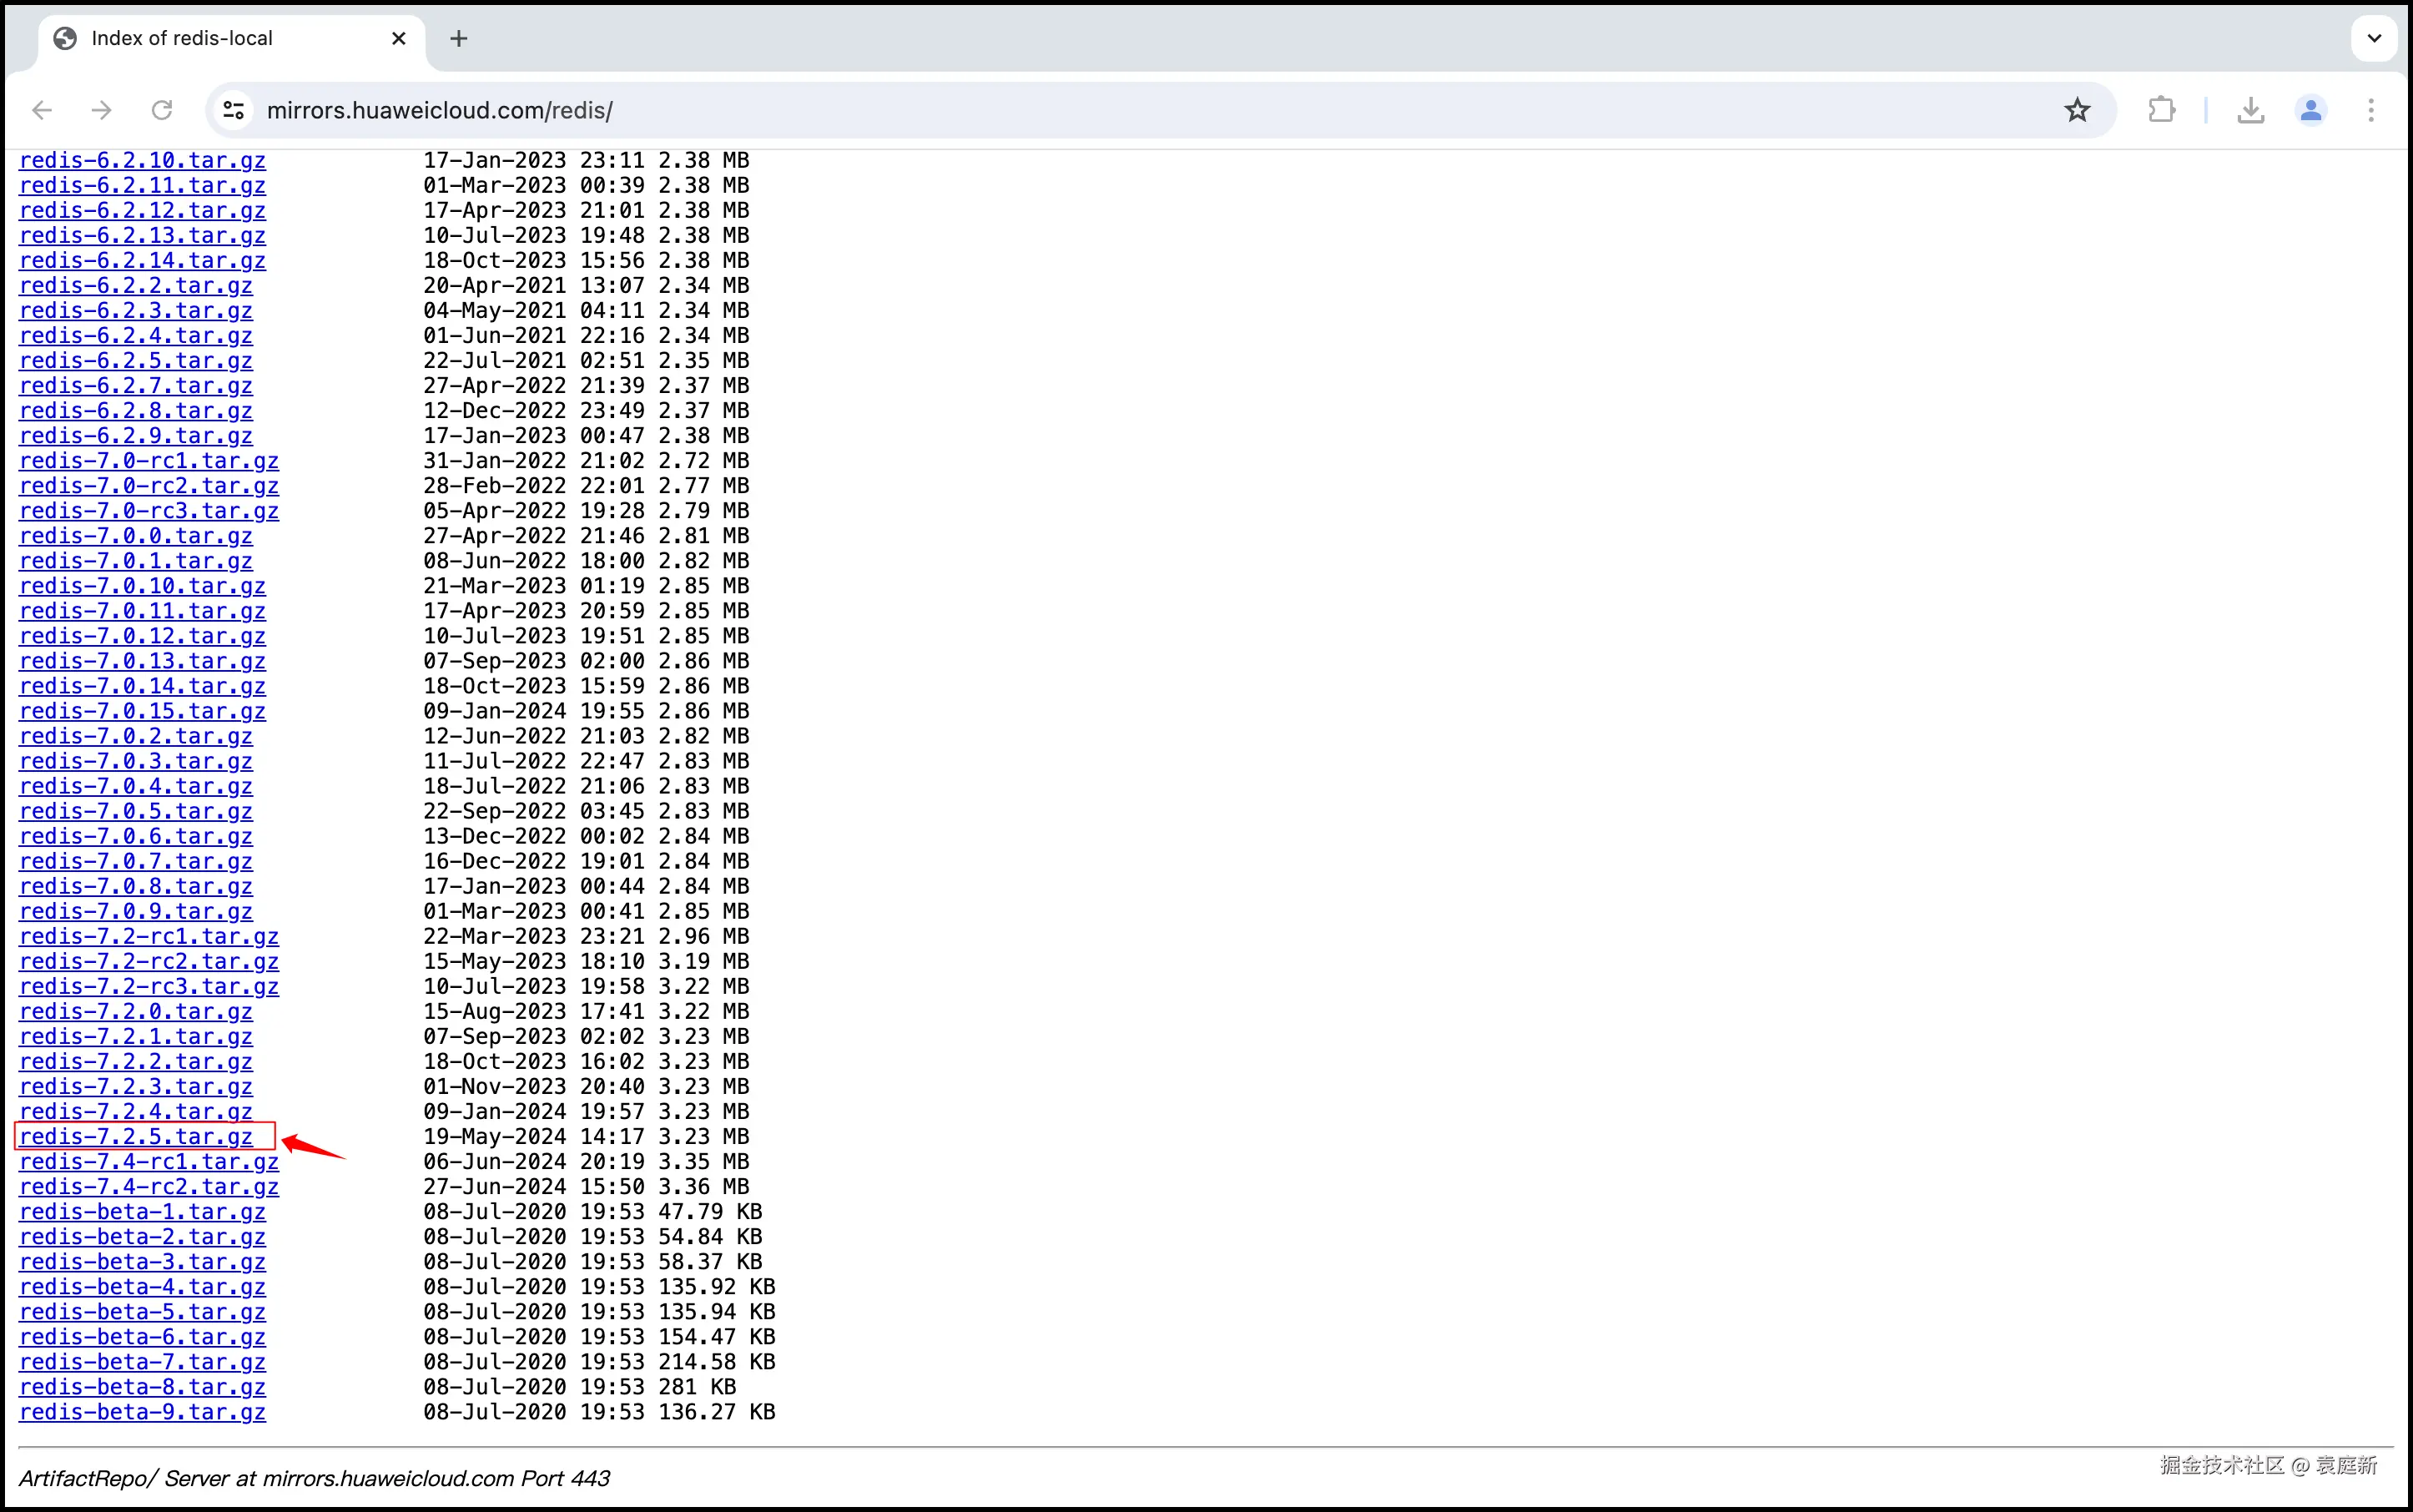 Index of redis-local
mirrors.huaweicloud.com/redis/
redis-6.2.10.tar.gz 17-Jan-2023 23:11 2.38 MB
redis-6.2.11.tar.gz 01-Mar-2023 00:39 2.38 MB
redis-6.2.12.tar.gz 17-Apr-2023 21:01 2.38 MB
redis-6.2.13.tar.gz 10-Jul-2023 19:48 2.38 MB
redis-6.2.14.tar.gz 18-Oct-2023 15:56 2.38 MB
redis-6.2.2.tar.gz 20-Apr-2021 13:07 2.34 MB
redis-6.2.3.tar.gz 04-May-2021 04:11 2.34 MB
redis-6.2.4.tar.gz 01-Jun-2021 22:16 2.34 MB
redis-6.2.5.tar.gz 22-Jul-2021 02:51 2.35 MB
redis-6.2.7.tar.gz 27-Apr-2022 21:39 2.37 MB
redis-6.2.8.tar.gz 12-Dec-2022 23:49 2.37 MB
redis-6.2.9.tar.gz 17-Jan-2023 00:47 2.38 MB
redis-7.0-rc1.tar.gz 31-Jan-2022 21:02 2.72 MB
redis-7.0-rc2.tar.gz 28-Feb-2022 22:01 2.77 MB
redis-7.0-rc3.tar.gz 05-Apr-2022 19:28 2.79 MB
redis-7.0.0.tar.gz 27-Apr-2022 21:46 2.81 MB
redis-7.0.1.tar.gz 08-Jun-2022 18:00 2.82 MB
redis-7.0.10.tar.gz 21-Mar-2023 01:19 2.85 MB
redis-7.0.11.tar.gz 17-Apr-2023 20:59 2.85 MB
redis-7.0.12.tar.gz 10-Jul-2023 19:51 2.85 MB
redis-7.0.13.tar.gz 07-Sep-2023 02:00 2.86 MB
redis-7.0.14.tar.gz 18-Oct-2023 15:59 2.86 MB
redis-7.0.15.tar.gz 09-Jan-2024 19:55 2.86 MB
redis-7.0.2.tar.gz 12-Jun-2022 21:03 2.82 MB
redis-7.0.3.tar.gz 11-Jul-2022 22:47 2.83 MB
redis-7.0.4.tar.gz 18-Jul-2022 21:06 2.83 MB
redis-7.0.5.tar.gz 22-Sep-2022 03:45 2.83 MB
redis-7.0.6.tar.gz 13-Dec-2022 00:02 2.84 MB
redis-7.0.7.tar.gz 16-Dec-2022 19:01 2.84 MB
redis-7.0.8.tar.gz 17-Jan-2023 00:44 2.84 MB
redis-7.0.9.tar.gz 01-Mar-2023 00:41 2.85 MB
redis-7.2-rc1.tar.gz 22-Mar-2023 23:21 2.96 MB
redis-7.2-rc2.tar.gz 15-May-2023 18:10 3.19 MB
redis-7.2-rc3.tar.gz 10-Jul-2023 19:58 3.22 MB
redis-7.2.0.tar.gz 15-Aug-2023 17:41 3.22 MB
redis-7.2.1.tar.gz 07-Sep-2023 02:02 3.23 MB
redis-7.2.2.tar.gz 18-Oct-2023 16:02 3.23 MB
redis-7.2.3.tar.gz 01-Nov-2023 20:40 3.23 MB
redis-7.2.4.tar.gz 09-Jan-2024 19:57 3.23 MB
redis-7.2.5.tar.gz 19-May-2024 14:17 3.23 MB
redis-7.4-rc1.tar.gz 06-Jun-2024 20:19 3.35 MB
redis-7.4-rc2.tar.gz 27-Jun-2024 15:50 3.36 MB
redis-beta-1.tar.gz 08-Jul-2020 19:53 47.79 KB
redis-beta-2.tar.gz 08-Jul-2020 19:53 54.84 KB
redis-beta-3.tar.gz 08-Jul-2020 19:53 58.37 KB
redis-beta-4.tar.gz 08-Jul-2020 19:53 135.92 KB
redis-beta-5.tar.gz 08-Jul-2020 19:53 135.94 KB
redis-beta-6.tar.gz 08-Jul-2020 19:53 154.47 KB
redis-beta-7.tar.gz 08-Jul-2020 19:53 214.58 KB
redis-beta-8.tar.gz 08-Jul-2020 19:53 281 KB
redis-beta-9.tar.gz 08-Jul-2020 19:53 136.27 KB
ArtifactRepo/ Server at mirrors.huaweicloud.com Port 443
掘金技术社区 @ 袁庭新